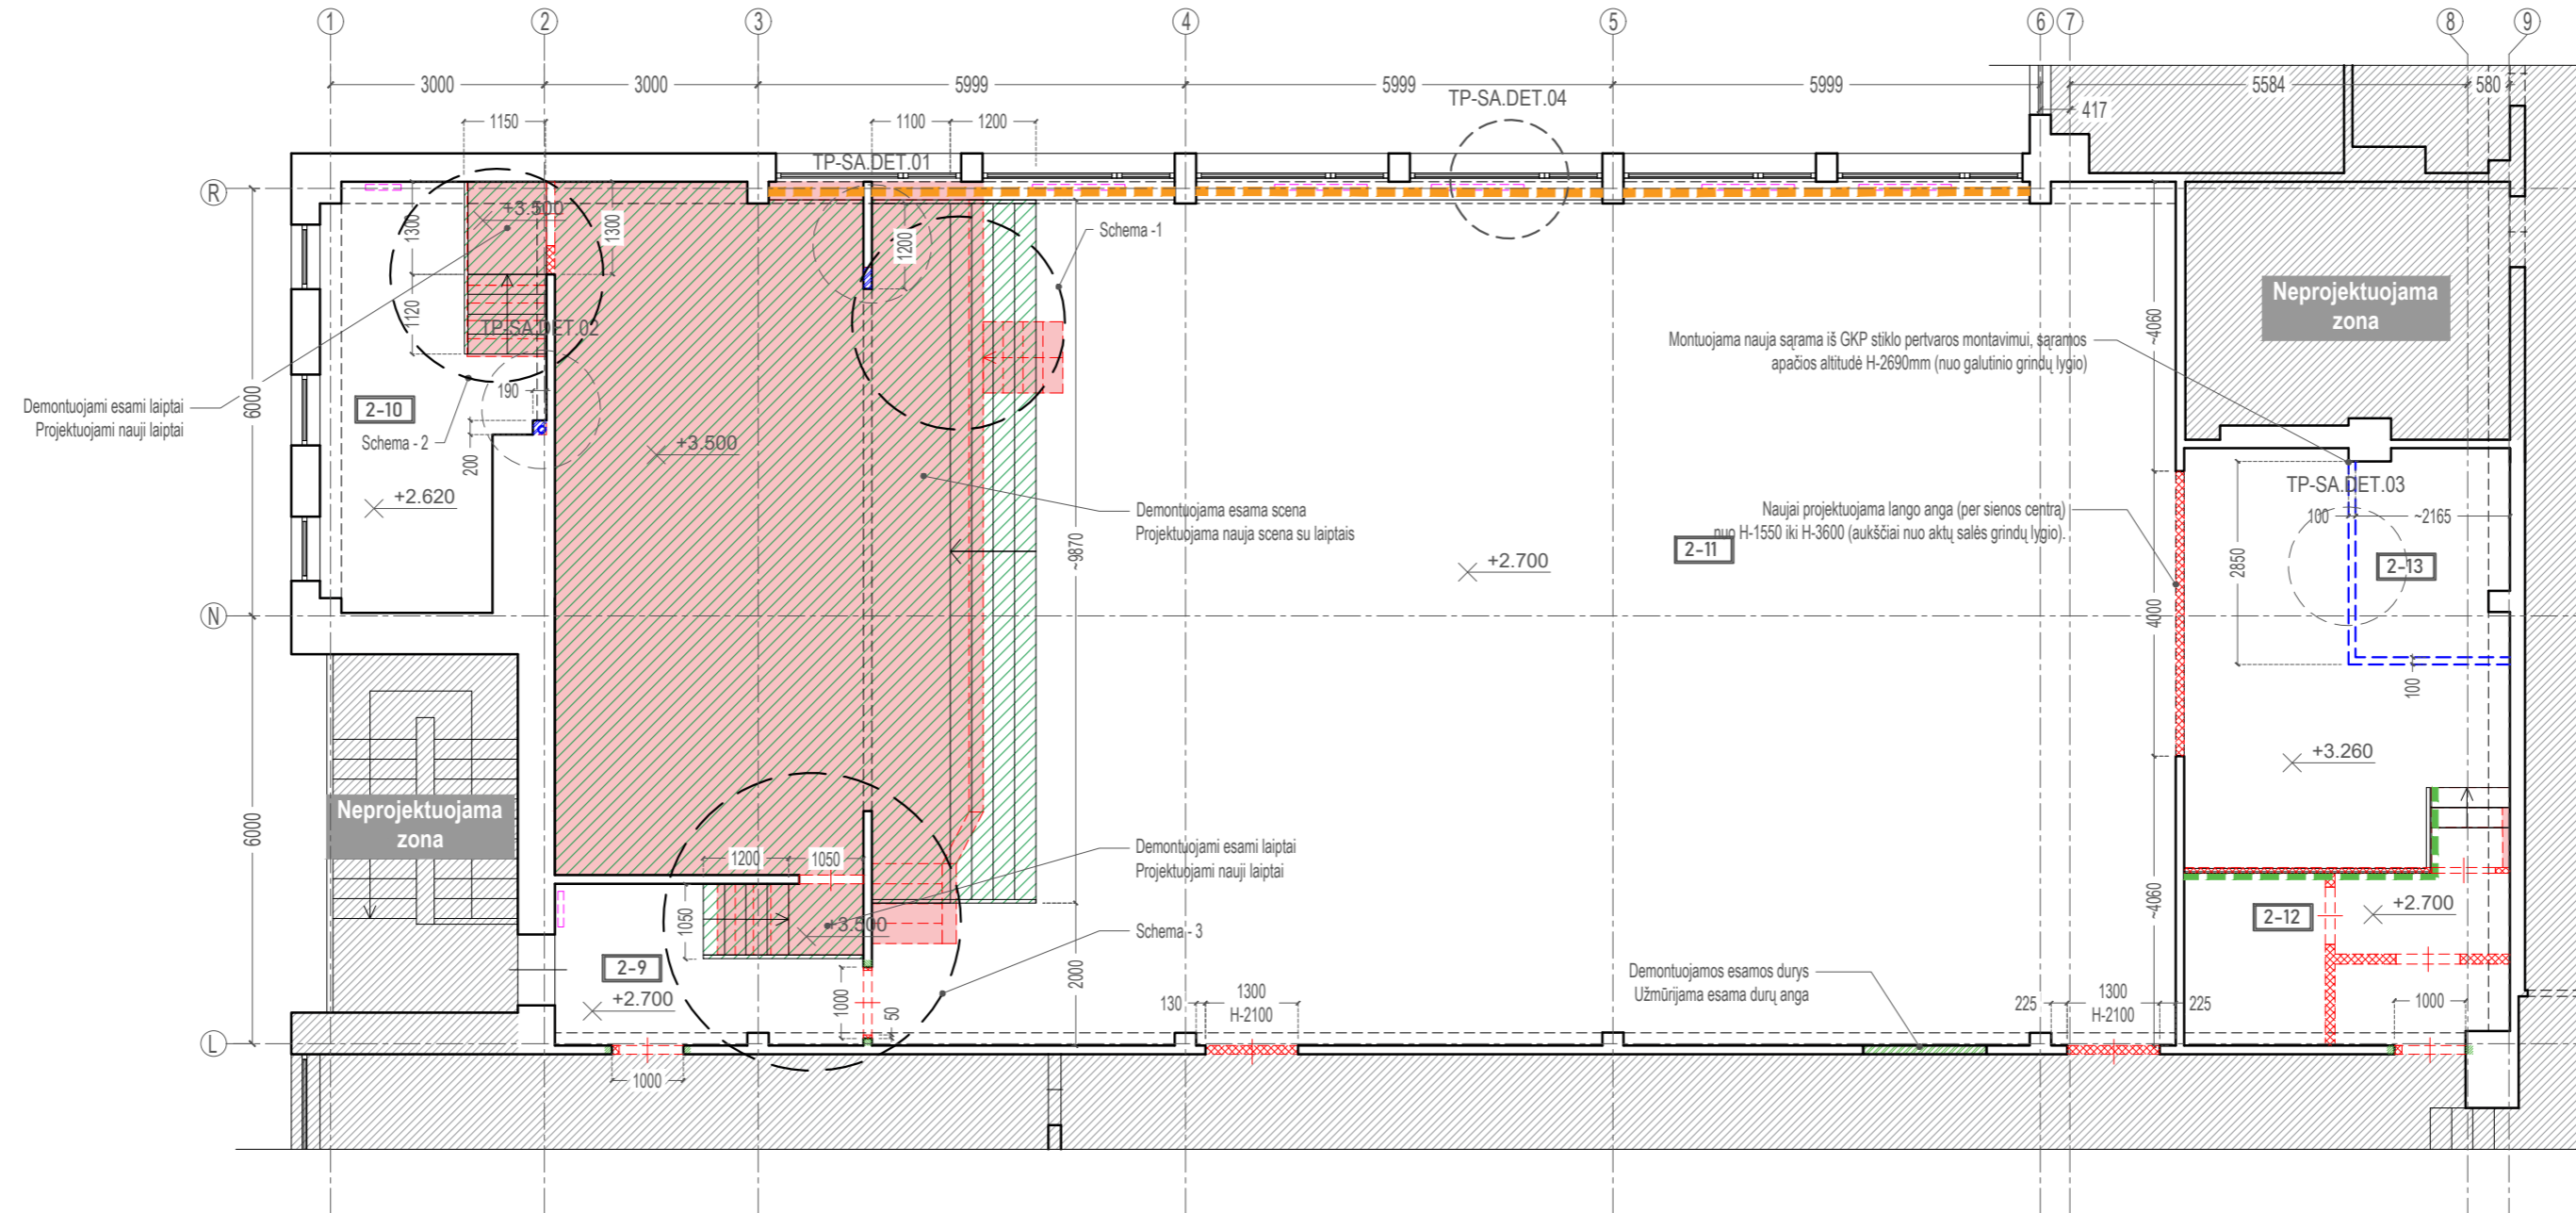 1
2
3
4
5
6
7
8
9
3000
3000
5999
5999
5999
5584
580
417
TP-SA.DET.04
1150
1100
1200
TP-SA.DET.01
R
+3.500
1300
1300
1200
Schema -1
1120
TP-SA.DET.02
Neprojektuojama
zona
~4060
Montuojama nauja sąrama iš GKP stiklo pertvaros montavimui, sąramos
apačios altitudė H-2690mm (nuo galutinio grindų lygio)
190
6000
Demontuojami esami laiptai
Projektuojami nauji laiptai
2-10
Schema - 2
200
+3.500
+2.620
TP-SA.DET.03
100
~2165
Demontuojama esama scena
Projektuojama nauja scena su laiptais
Naujai projektuojama lango anga (per sienos centrą)
nuo H-1550 iki H-3600 (aukščiai nuo aktų salės grindų lygio).
2-11
~9870
+2.700
2850
2-13
N
4000
100
+3.260
Neprojektuojama
zona
6000
1200
1050
Demontuojami esami laiptai
Projektuojami nauji laiptai
1050
+3.500
Schema - 3
~4060
2-12
+2.700
2-9
+2.700
2000
1000
50
Demontuojamos esamos durys
Užmūrijama esama durų anga
130
1300
H-2100
225
1300
H-2100
225
1000
L
1000